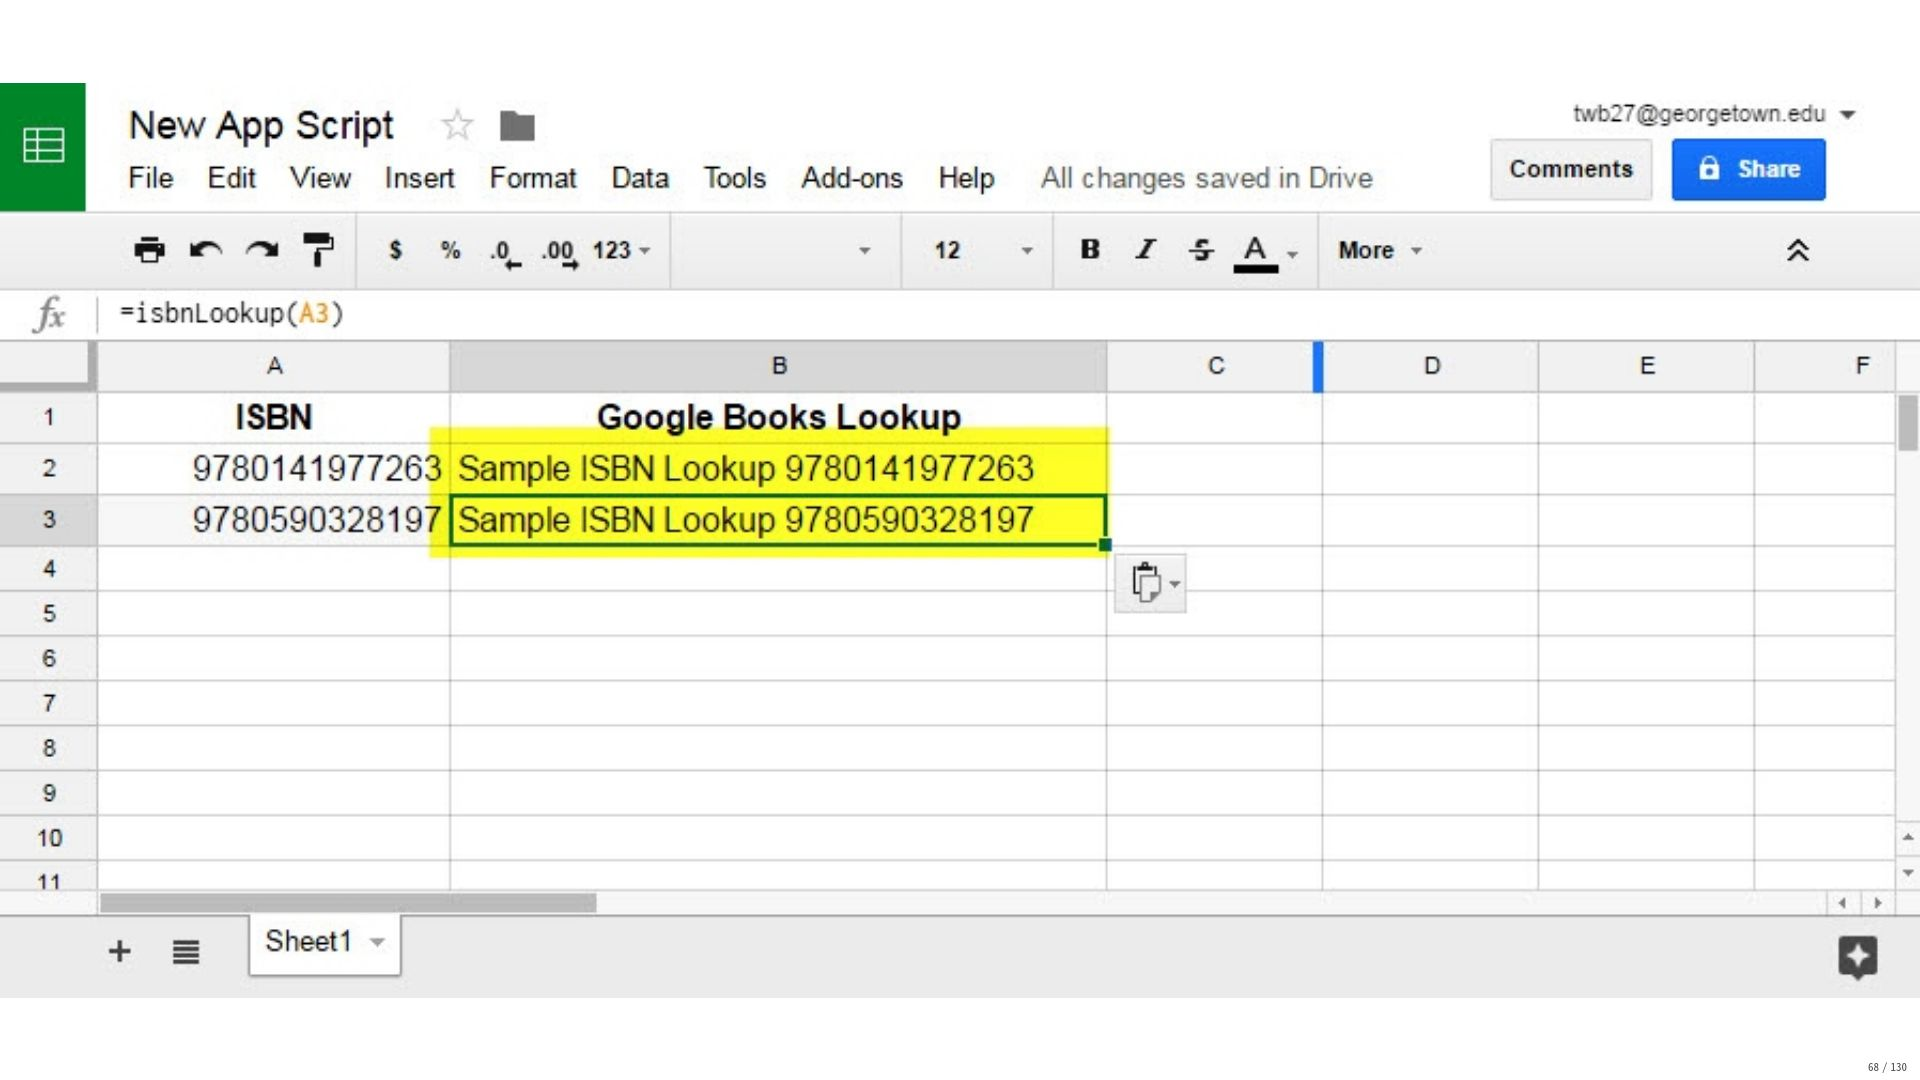 New App Script
twb27@georgetown.edu
File Edit View Insert Format Data Tools Add-ons Help All changes saved in Drive
Comments Share
$ % .0 .00 123 12 B I S A More
fx =isbnLookup(A3)
A B C D E F
1 ISBN Google Books Lookup
2 9780141977263 Sample ISBN Lookup 9780141977263
3 9780590328197 Sample ISBN Lookup 9780590328197
4
5
6
7
8
9
10
11
+ Sheet1
68 / 130